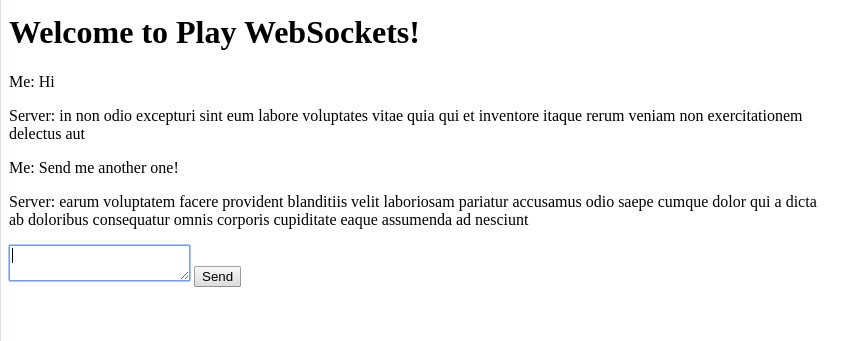 Welcome to Play WebSockets!
Me: Hi
Server: in non odio excepturi sint eum labore voluptates vitae quia qui et inventore itaque rerum veniam non exercitationem
delectus aut
Me: Send me another one!
Server: earum voluptatem facere provident blanditiis velit laboriosam pariatur accusamus odio saepe cumque dolor qui a dicta
ab doloribus consequatur omnis corporis cupiditate eaque assumenda ad nesciunt
Send